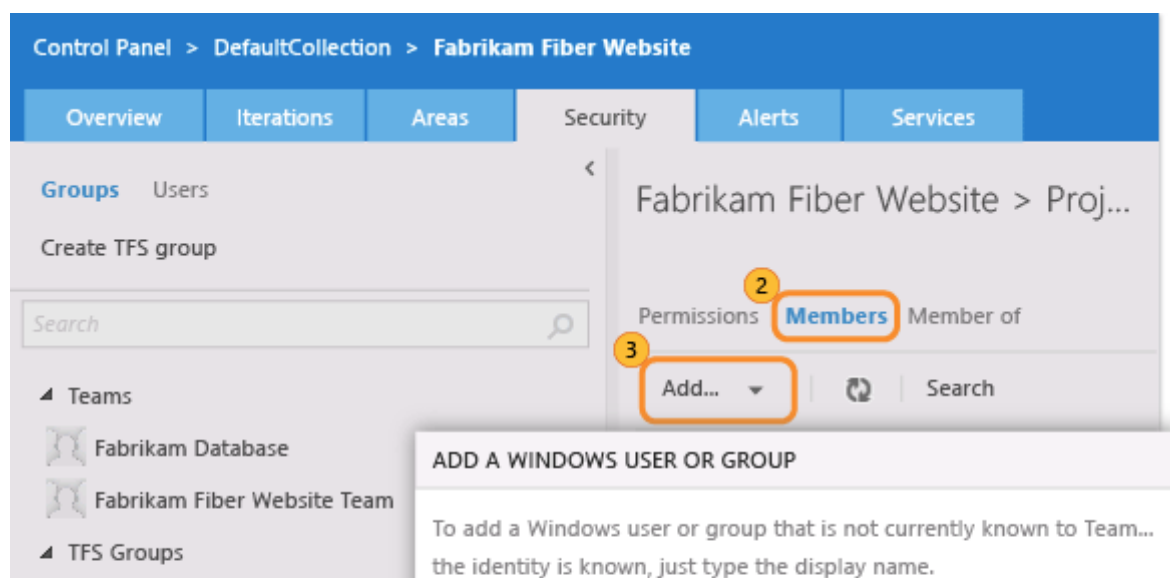 Control Panel > DefaultCollection > Fabrikam Fiber Website
Overview Iterations Areas Security Alerts Services
Groups Users
Create TFS group
Search
Teams
Fabrikam Database
Fabrikam Fiber Website Team
TFS Groups
Fabrikam Fiber Website > Proj...
2
Permissions Members Member of
3
Add... Search
ADD A WINDOWS USER OR GROUP
To add a Windows user or group that is not currently known to Team...
the identity is known, just type the display name.